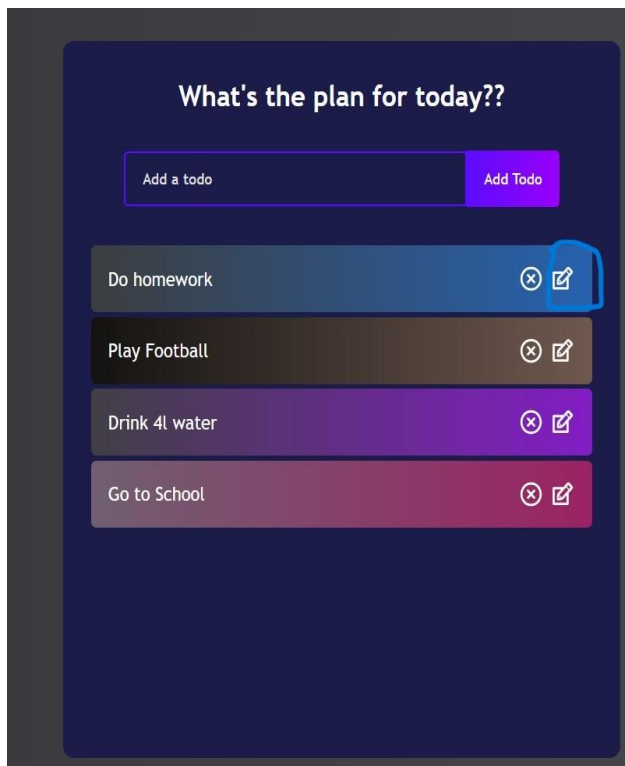 What's the plan for today??
Add a todo Add Todo
Do homework
Play Football
Drink 4l water
Go to School